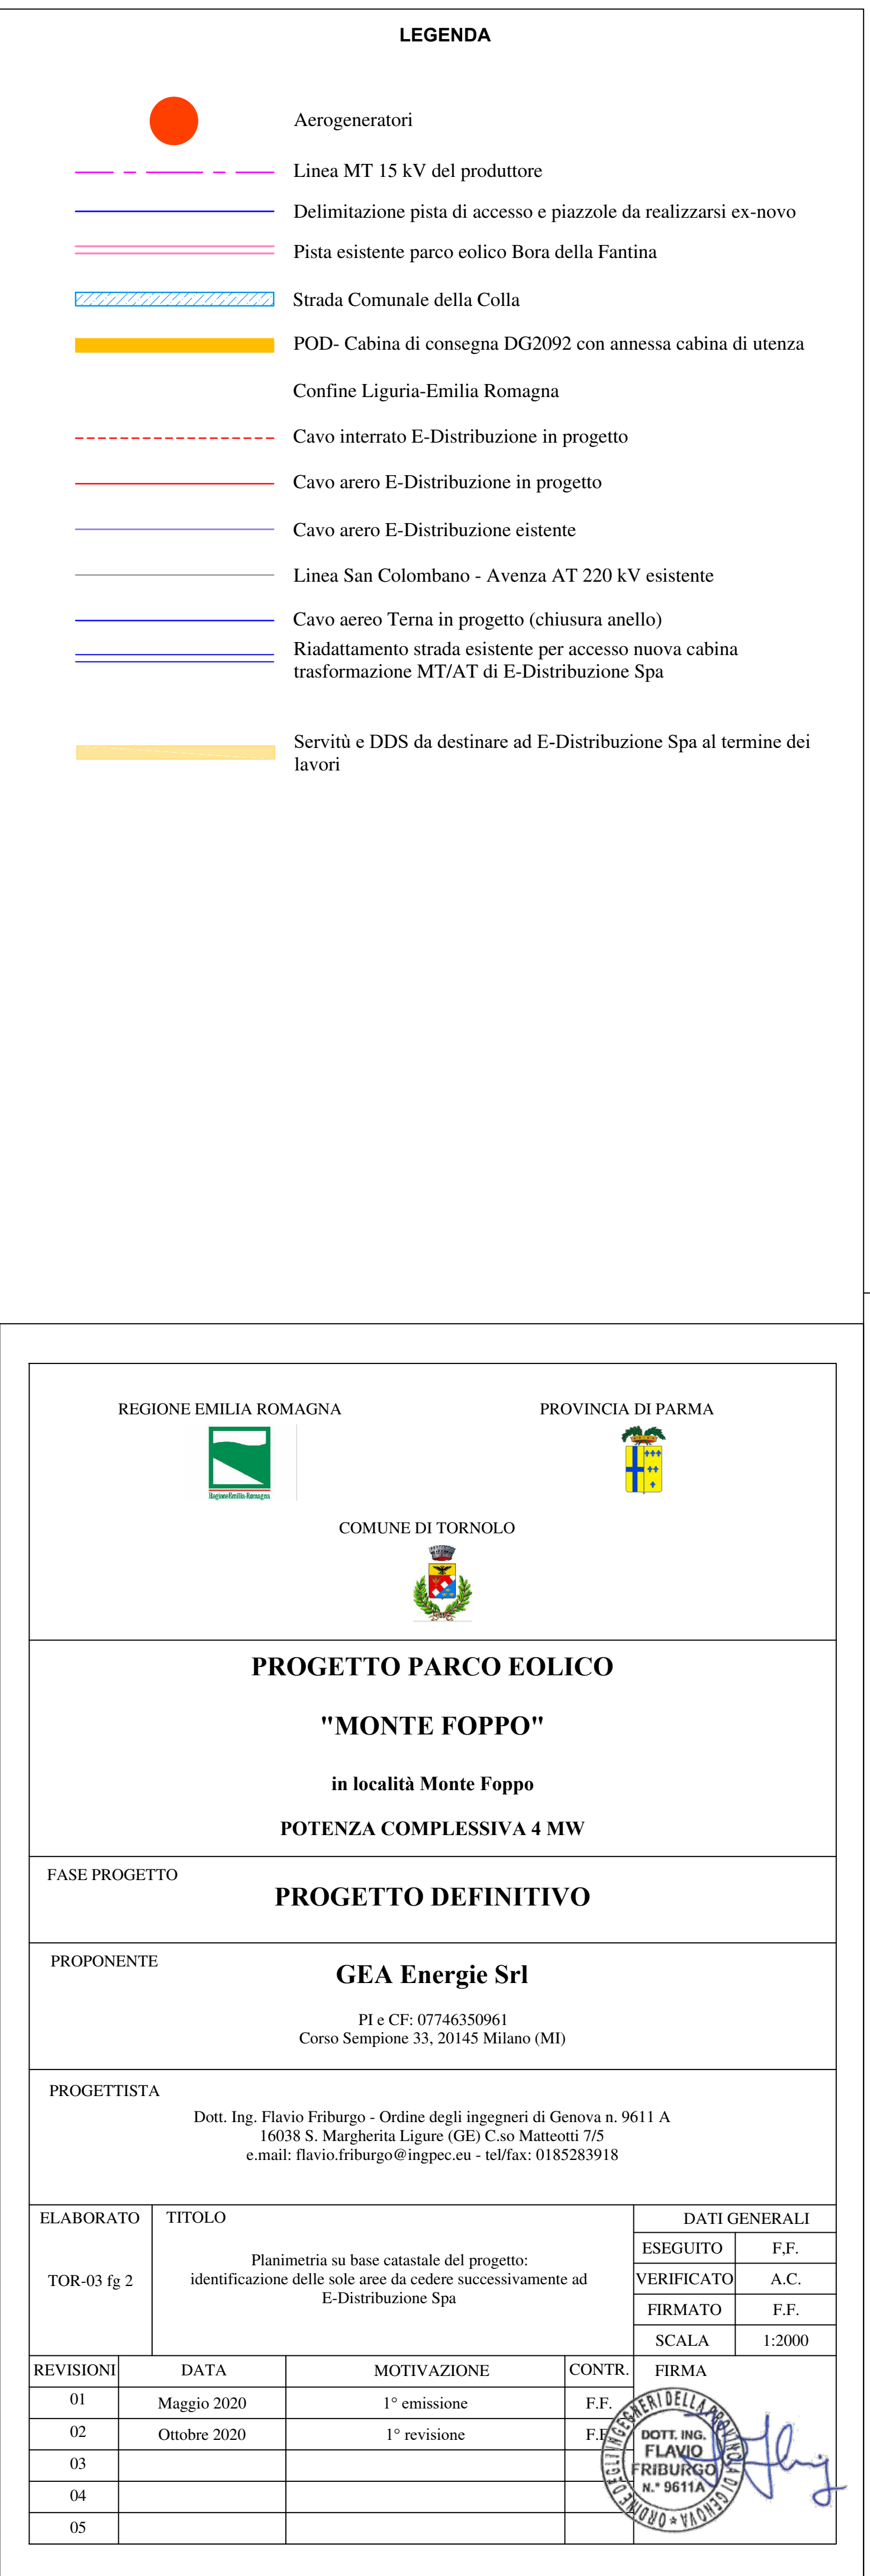 LEGENDA
Aerogeneratori
Linea MT 15 kV del produttore
Delimitazione pista di accesso e piazzole da realizzarsi ex-novo
Pista esistente parco eolico Bora della Fantina
Strada Comunale della Colla
POD- Cabina di consegna DG2092 con annessa cabina di utenza
Confine Liguria-Emilia Romagna
Cavo interrato E-Distribuzione in progetto
Cavo arero E-Distribuzione in progetto
Cavo arero E-Distribuzione eistente
Linea San Colombano - Avenza AT 220 kV esistente
Cavo aereo Terna in progetto (chiusura anello)
Riadattamento strada esistente per accesso nuova cabina
trasformazione MT/AT di E-Distribuzione Spa
Servitù e DDS da destinare ad E-Distribuzione Spa al termine dei
lavori
REGIONE EMILIA ROMAGNA
PROVINCIA DI PARMA
RegioneEmilia-Romagna
COMUNE DI TORNOLO
PROGETTO PARCO EOLICO
"MONTE FOPPO"
in località Monte Foppo
POTENZA COMPLESSIVA 4 MW
FASE PROGETTO
PROGETTO DEFINITIVO
PROPONENTE
GEA Energie Srl
PI e CF: 07746350961
Corso Sempione 33, 20145 Milano (MI)
PROGETTISTA
Dott. Ing. Flavio Friburgo - Ordine degli ingegneri di Genova n. 9611 A
16038 S. Margherita Ligure (GE) C.so Matteotti 7/5
e.mail: flavio.friburgo@ingpec.eu - tel/fax: 0185283918
ELABORATO
TITOLO
DATI GENERALI
TOR-03 fg 2
Planimetria su base catastale del progetto:
identificazione delle sole aree da cedere successivamente ad
E-Distribuzione Spa
ESEGUITO F,F.
VERIFICATO A.C.
FIRMATO F.F.
SCALA 1:2000
REVISIONI DATA MOTIVAZIONE CONTR. FIRMA
01 Maggio 2020 1° emissione F.F.
02 Ottobre 2020 1° revisione F.F
03
04
05
ORDINE DEGLI INGEGNERI DELLA PROVINCIA DI GENOVA
DOTT. ING.
FLAVIO
FRIBURGO
N.° 9611A